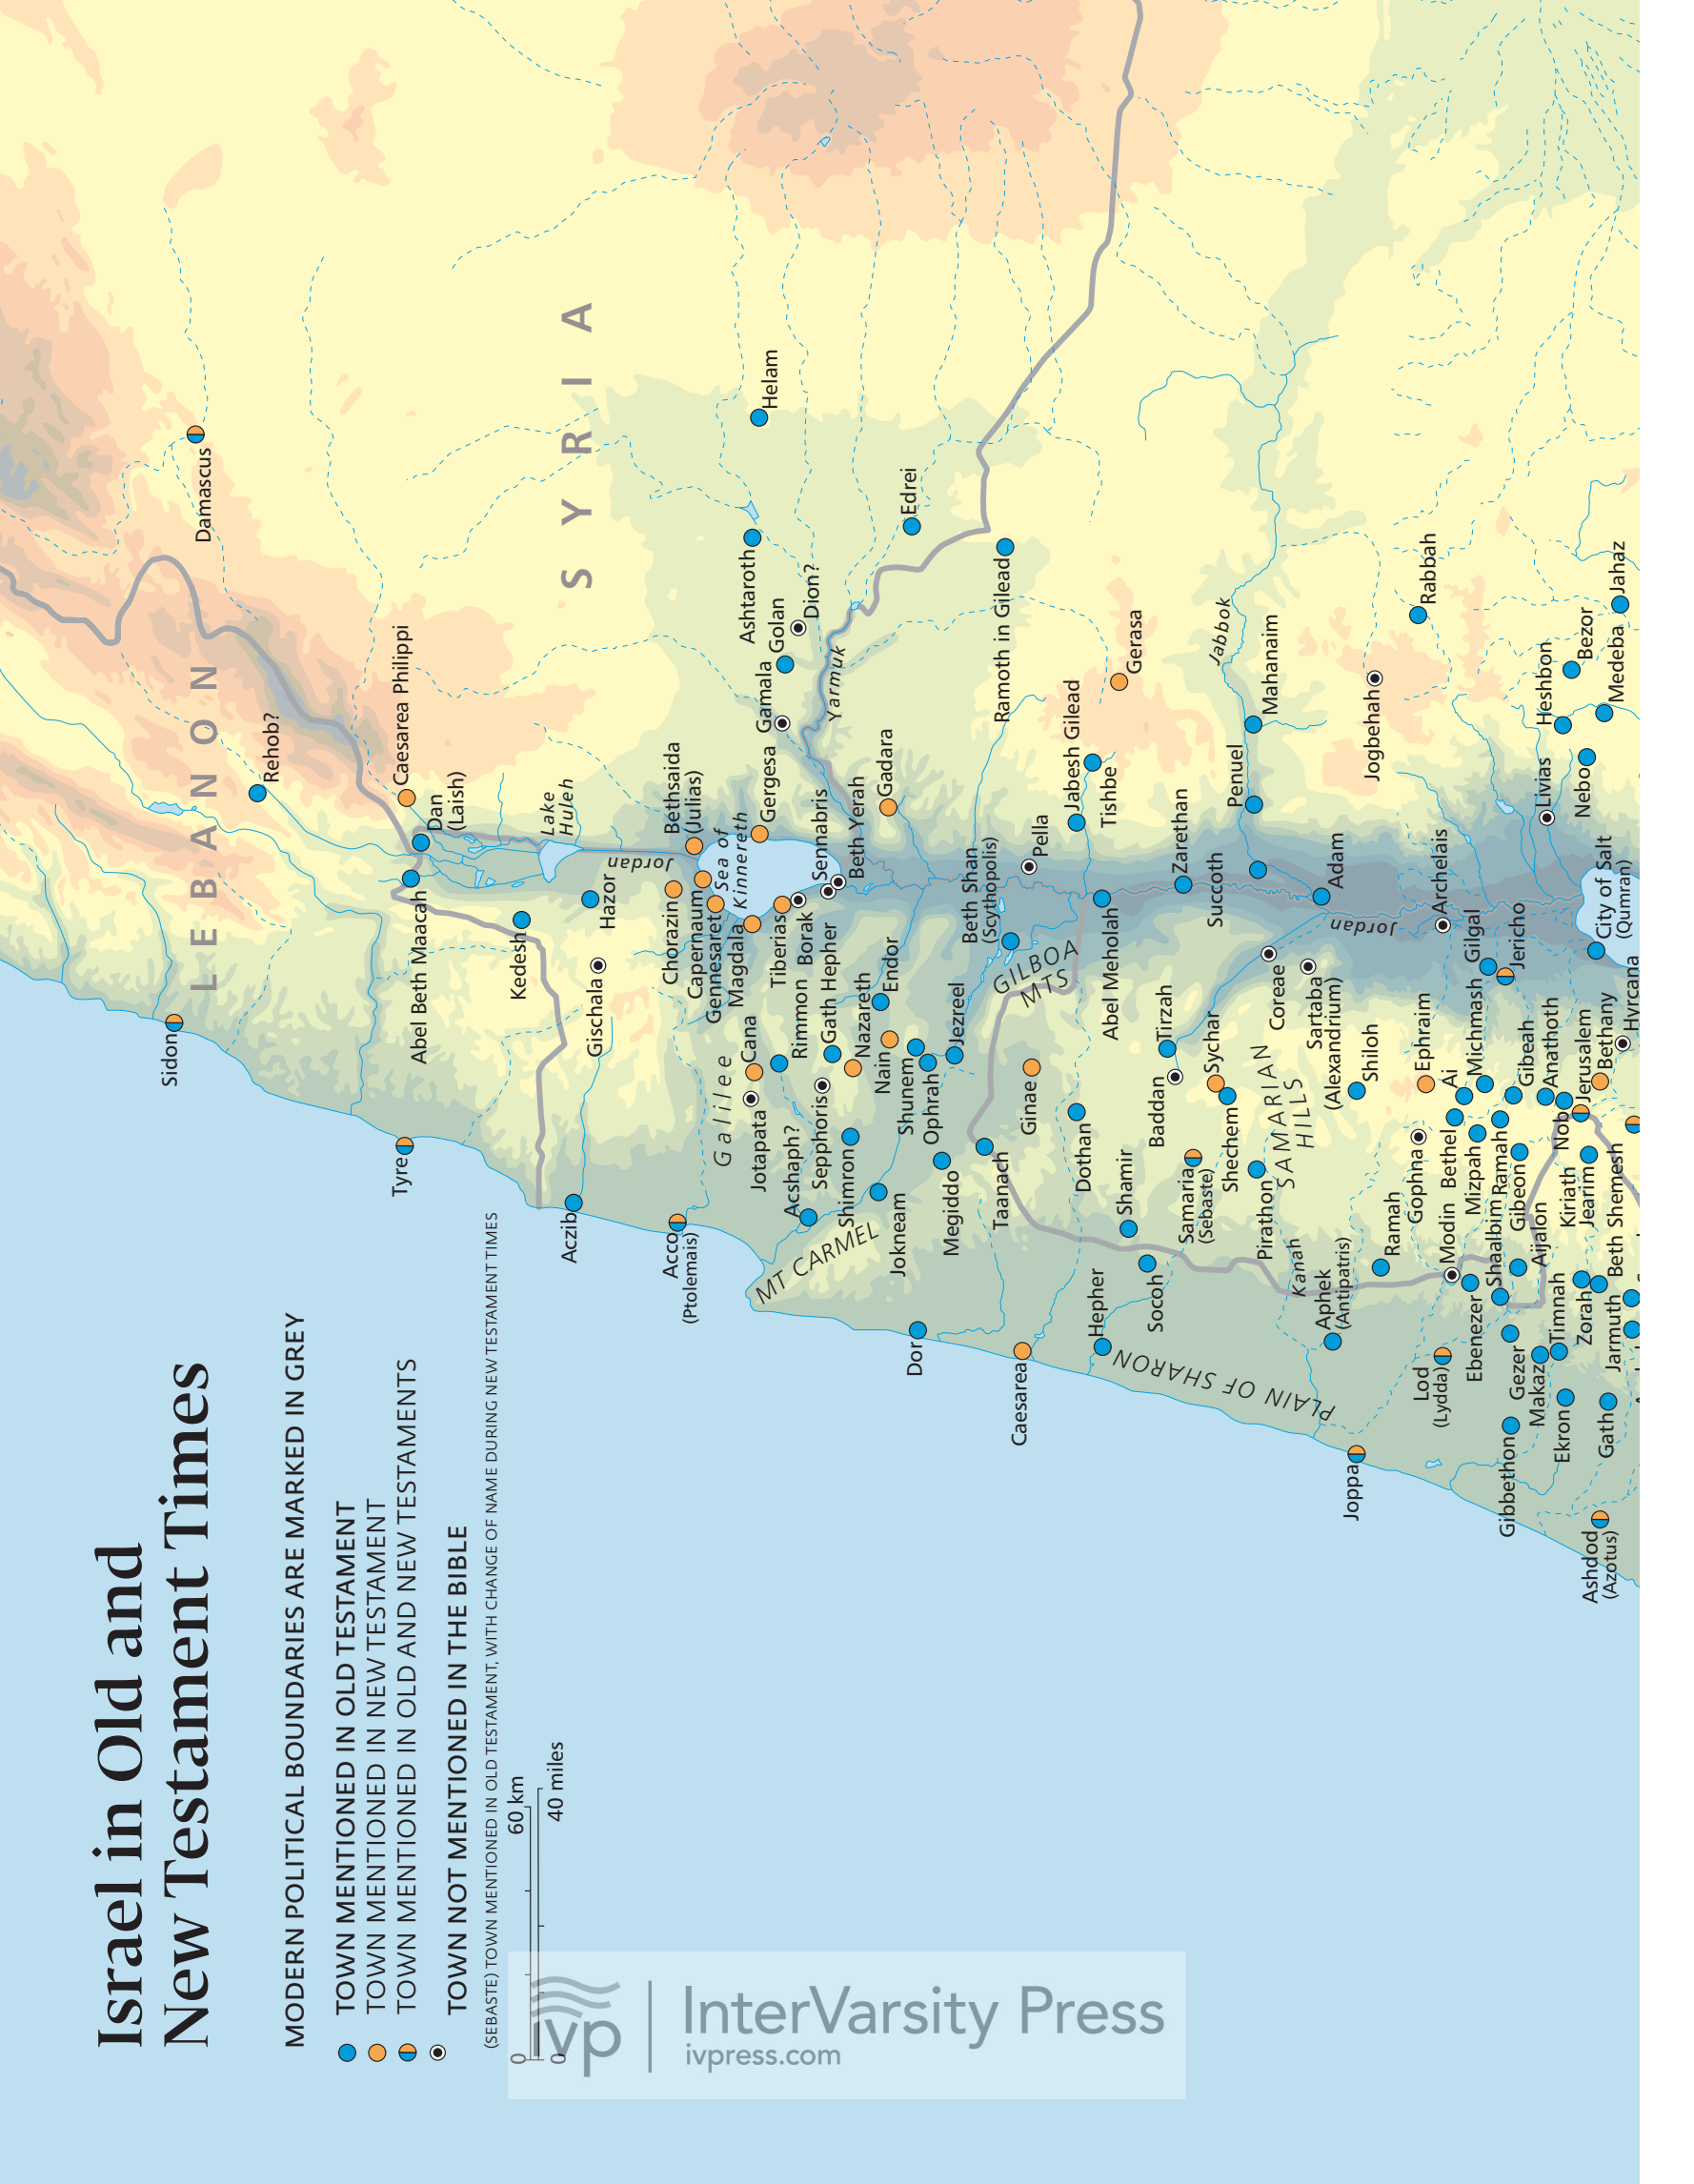 Israel in Old and
New Testament Times
MODERN POLITICAL BOUNDARIES ARE MARKED IN GREY
TOWN MENTIONED IN OLD TESTAMENT
TOWN MENTIONED IN NEW TESTAMENT
TOWN MENTIONED IN OLD AND NEW TESTAMENTS
TOWN NOT MENTIONED IN THE BIBLE
(SEBASTE) TOWN MENTIONED IN OLD TESTAMENT, WITH CHANGE OF NAME DURING NEW TESTAMENT TIMES
0
60 km
0
40 miles
ivp
InterVarsity Press
ivpress.com
LEBANON
SYRIA
Sidon
Damascus
Rehob?
Tyre
Caesarea Philippi
Dan
(Laish)
Abel Beth Maacah
Kedesh
Lake
Huleh
Aczib
Hazor
Gischala
Jordan
Bethsaida
(Julias)
Chorazin
Capernaum
Gennesaret
Magdala
Sea of
Kinnereth
Gergesa
Acco
(Ptolemais)
Galilee
Cana
Jotapata
Tiberias
Borak
Rimmon
Gath Hepher
Sennabris
Beth Yerah
Gamala
Golan
Ashtaroth
Dion?
Helam
Yarmuk
Acshaph?
Sepphoris
Shimron
Nazareth
Nain
Endor
Gadara
Edrei
MT CARMEL
Jokneam
Megiddo
Shunem
Ophrah
Jezreel
Dor
Taanach
Beth Shan
(Scythopolis)
Ramoth in Gilead
GILBOA
MTS
Pella
Caesarea
Ginae
Dothan
Jabesh Gilead
Tishbe
Gerasa
Hepher
Abel Meholah
Shamir
Socoh
PLAIN OF SHARON
Baddan
Tirzah
Zarethan
Samaria
(Sebaste)
Sychar
Shechem
Succoth
Penuel
Jabbok
Mahanaim
Pirathon
SAMARIAN
HILLS
Coreae
Sartaba
(Alexandrium)
Adam
Kanah
Aphek
(Antipatris)
Joppa
Shiloh
Ramah
Jordan
Jogbehah
Rabbah
Gophna
Ephraim
Archelais
Lod
(Lydda)
Modin
Bethel
Ai
Michmash
Gilgal
Jericho
Ebenezer
Mizpah
Shaalbim
Ramah
Gibeah
Gibbethon
Gezer
Gibeon
Anathoth
Livias
Heshbon
Bezor
Makaz
Aijalon
Timnah
Nob
Ekron
Kiriath
Jearim
Jerusalem
Nebo
Medeba
Jahaz
Ashdod
(Azotus)
Gath
Zorah
Beth Shemesh
Jarmuth
Bethany
City of Salt
(Qumran)
Hyrcana